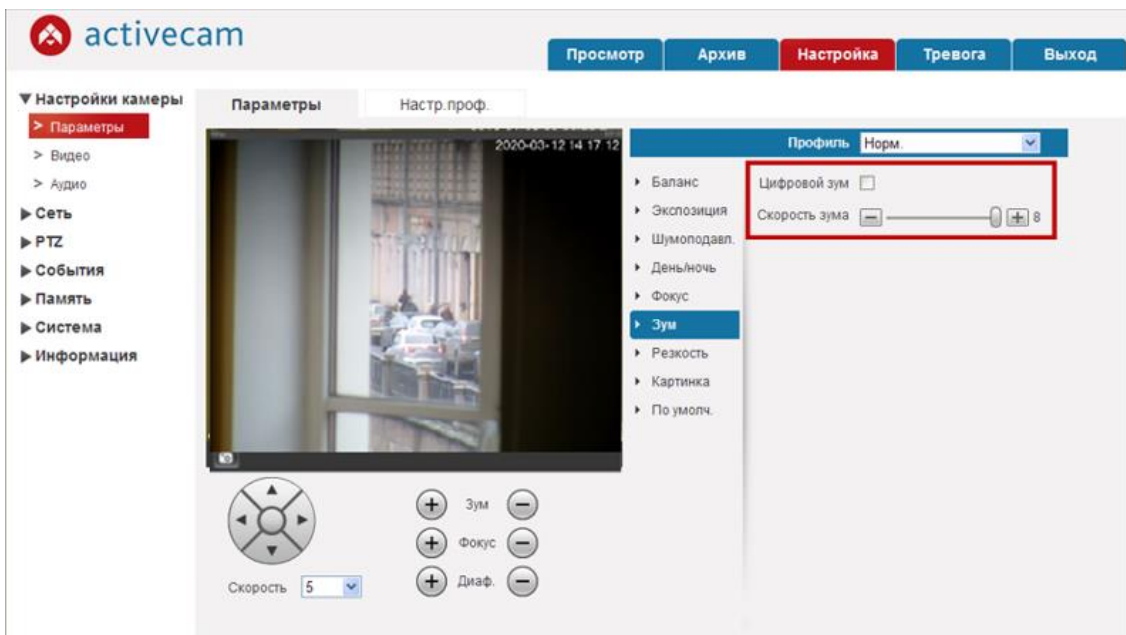 activecam
Просмотр
Архив
Настройка
Тревога
Выход
Настройки камеры
> Параметры
> Видео
> Аудио
Сеть
PTZ
События
Память
Система
Информация
Параметры
Настр.проф.
2020-03-12 14 17 12
Профиль Норм.
Баланс
Экспозиция
Шумоподавл.
День/ночь
Фокус
Зум
Резкость
Картинка
По умолч.
Цифровой зум
Скорость зума 8
Зум
Фокус
Диаф.
Скорость 5